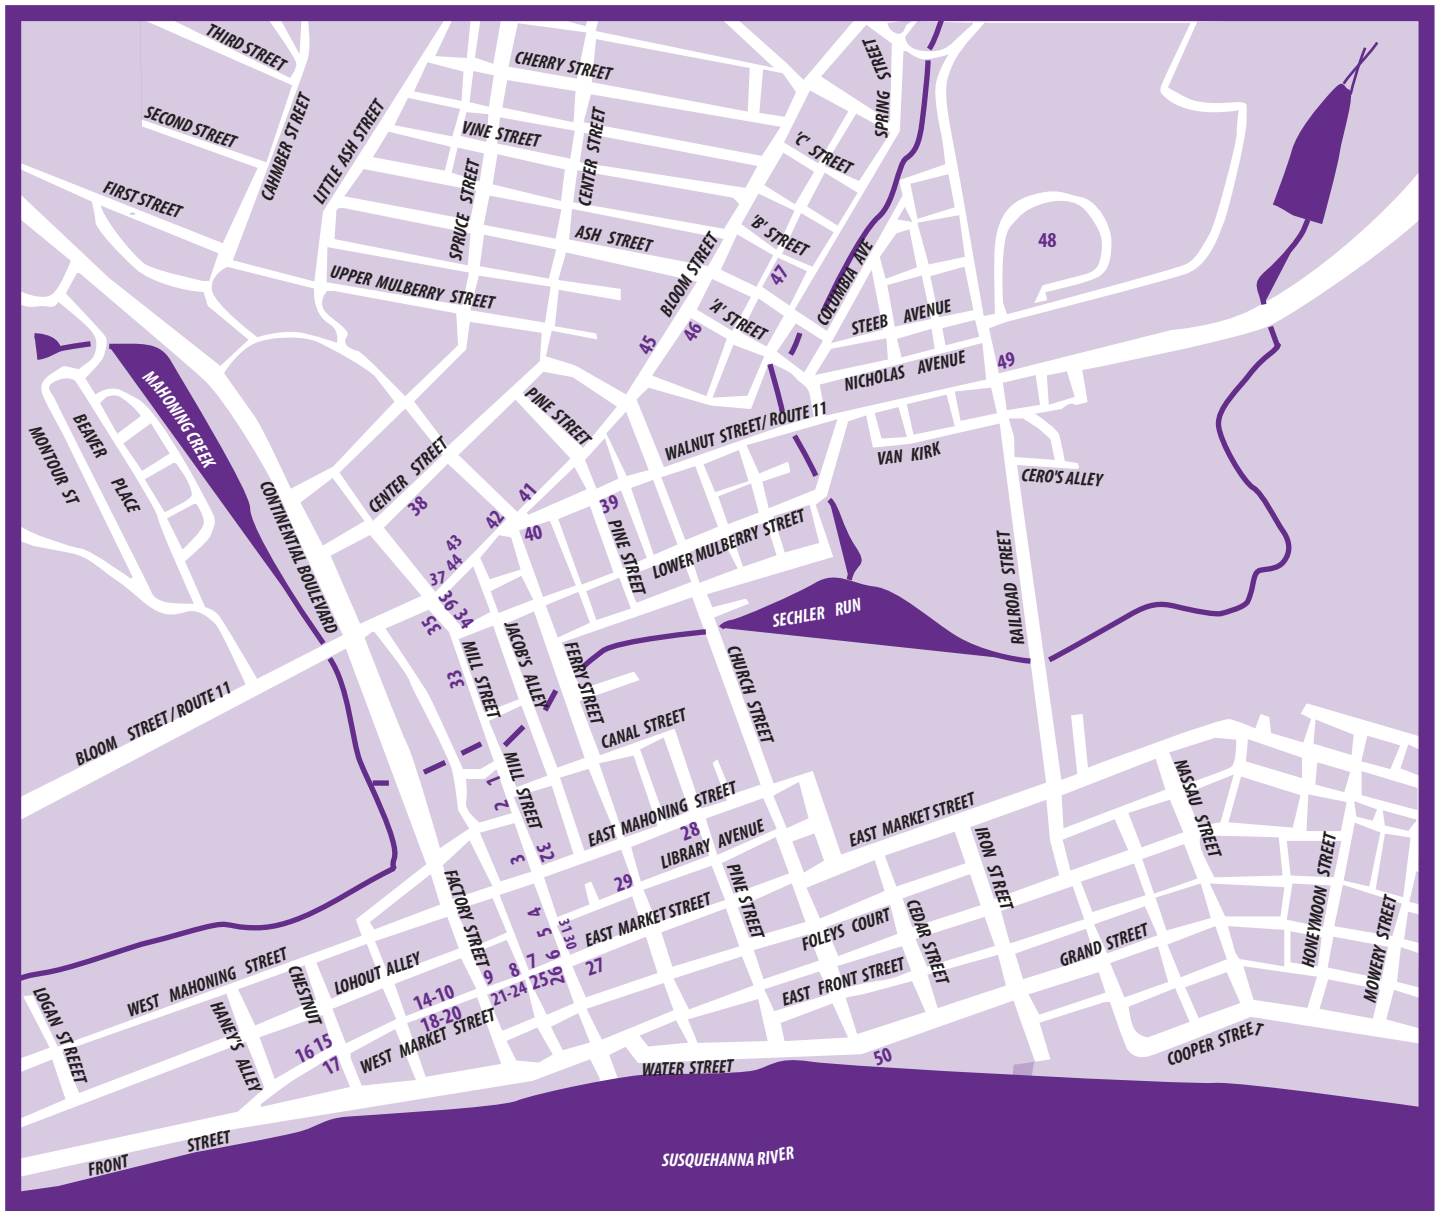 THIRD STREET
SPRING STREET
CHERRY STREET
SECOND STREET
CAHMBER STREET
LITTLE ASH STREET
VINE STREET
CENTER STREET
'C' STREET
FIRST STREET
SPRUCE STREET
ASH STREET
'B' STREET
48
UPPER MULBERRY STREET
BLOOM STREET
47
COLUMBIA AVE
'A' STREET
STEEB AVENUE
45
46
NICHOLAS AVENUE
49
MAHONING CREEK
BEAVER PLACE
MONTOUR ST
PINE STREET
WALNUT STREET/ ROUTE 11
VAN KIRK
CERO'S ALLEY
CENTER STREET
38
41
42
39
40
43
44
37
36
34
35
33
CONTINENTIAL BOULEVARD
PINE STREET
LOWER MULBERRY STREET
RAILROAD STREET
SECHLER RUN
MILL STREET
JACOB'S ALLEY
FERRY STREET
CHURCH STREET
BLOOM STREET / ROUTE 11
CANAL STREET
MILL STREET
1
2
3
32
EAST MAHONING STREET
28
LIBRARY AVENUE
29
EAST MARKET STREET
NASSAU STREET
IRON STREET
HONEYMOON STREET
MOWERY STREET
FACTORY STREET
PINE STREET
EAST MARKET STREET
FOLEYS COURT
CEDAR STREET
GRAND STREET
EAST FRONT STREET
4
5
31
30
6
26
27
7
8
9
25
21-24
14-10
18-20
WEST MAHONING STREET
LOHOUT ALLEY
CHESTNUT
HANEY'S ALLEY
LOGAN STREEET
16
15
17
WEST MARKET STREET
WATER STREET
50
COOPER STREET
FRONT STREET
SUSQUEHANNA RIVER